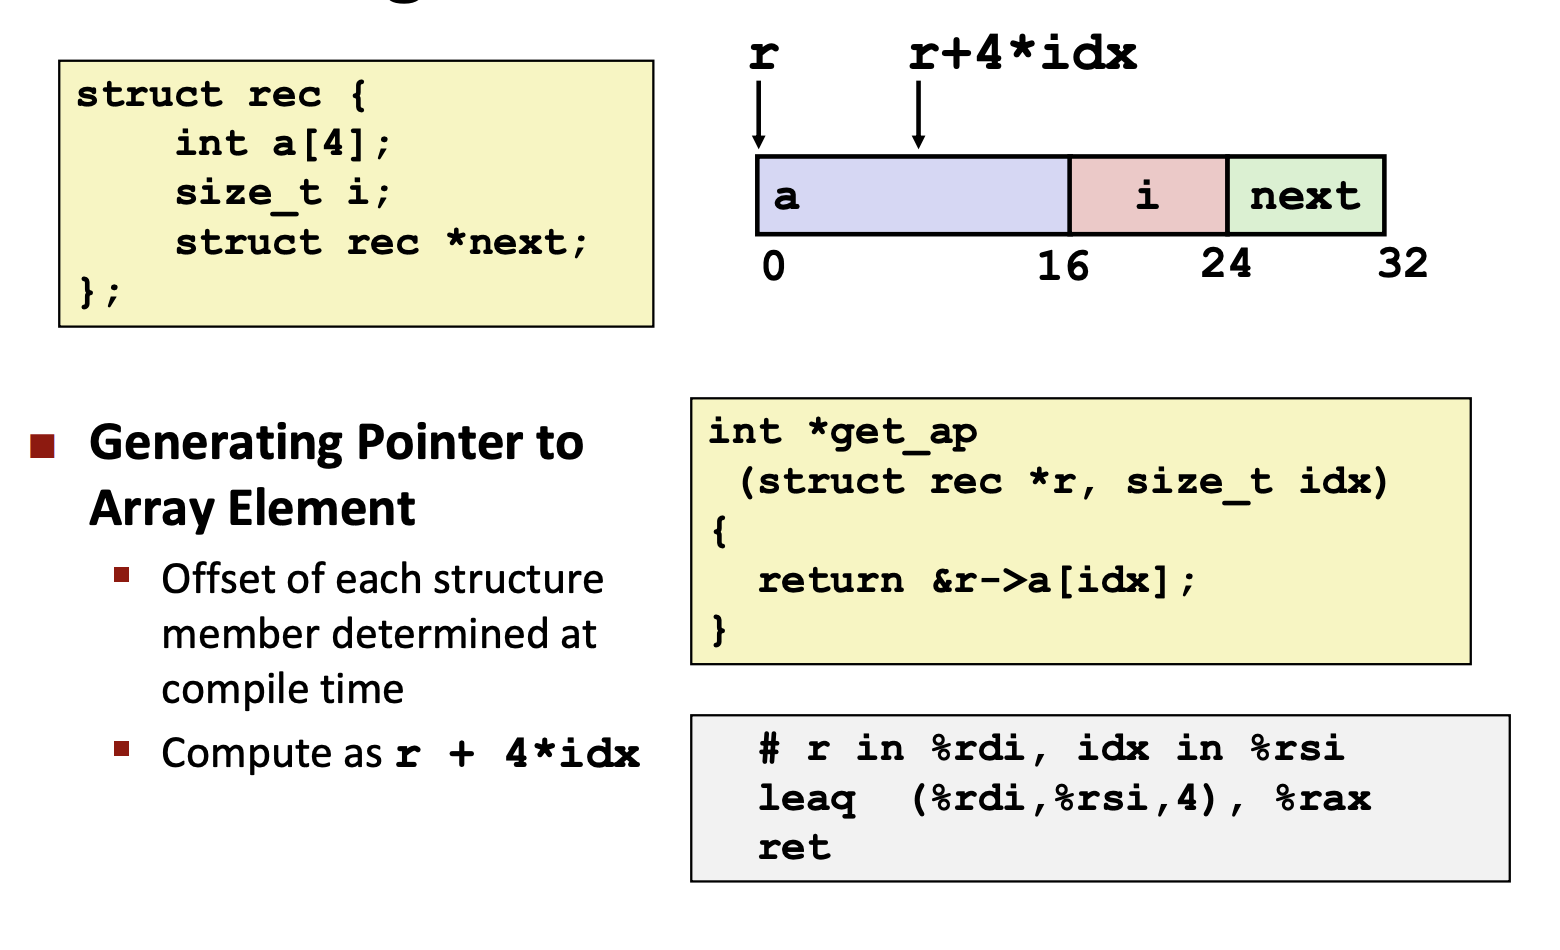 struct rec {
int a[4];
size_t i;
struct rec *next;
};
r
r+4*idx
a
i
next
0
16
24
32
Generating Pointer to
Array Element
Offset of each structure
member determined at
compile time
Compute as r + 4*idx
int *get_ap
(struct rec *r, size_t idx)
{
return &r->a[idx];
}
# r in %rdi, idx in %rsi
leaq (%rdi,%rsi,4), %rax
ret